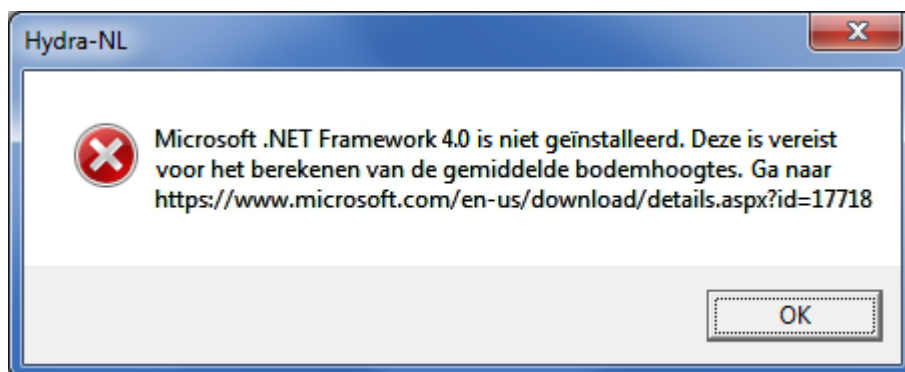 Hydra-NL
Microsoft .NET Framework 4.0 is niet geïnstalleerd. Deze is vereist
voor het berekenen van de gemiddelde bodemhoogtes. Ga naar
https://www.microsoft.com/en-us/download/details.aspx?id=17718
OK